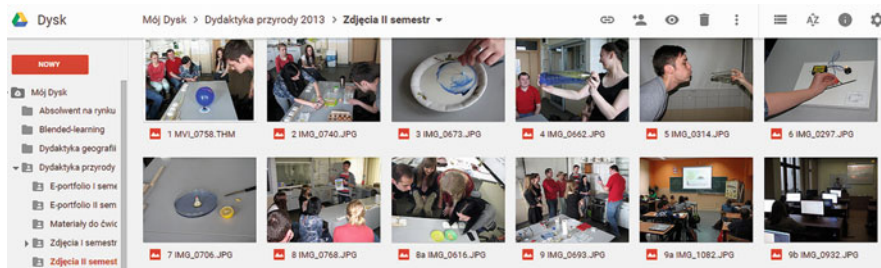 Dysk
Mój Dysk > Dydaktyka przyrody 2013 > Zdjęcia II semestr
AZ
NOWY
Mój Dysk
Absolwent na rynku
Blended-learning
Dydaktyka geografii
Dydaktyka przyrody
E-portfolio I seme
E-portfolio II sem
Materiały do ćwic
Zdjęcia I semestr
Zdjęcia II semest
1 MVI_0758.THM
2 IMG_0740.JPG
3 IMG_0673.JPG
4 IMG_0662.JPG
5 IMG_0314.JPG
6 IMG_0297.JPG
7 IMG_0706.JPG
8 IMG_0768.JPG
8a IMG_0616.JPG
9 IMG_0693.JPG
9a IMG_1082.JPG
9b IMG_0932.JPG